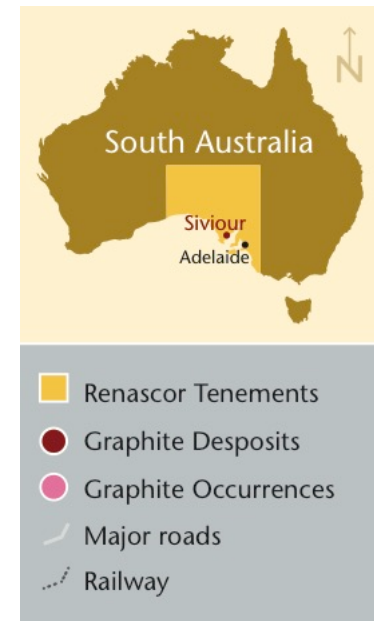 N
South Australia
Siviour
Adelaide
Renascor Tenements
Graphite Desposits
Graphite Occurrences
Major roads
Railway